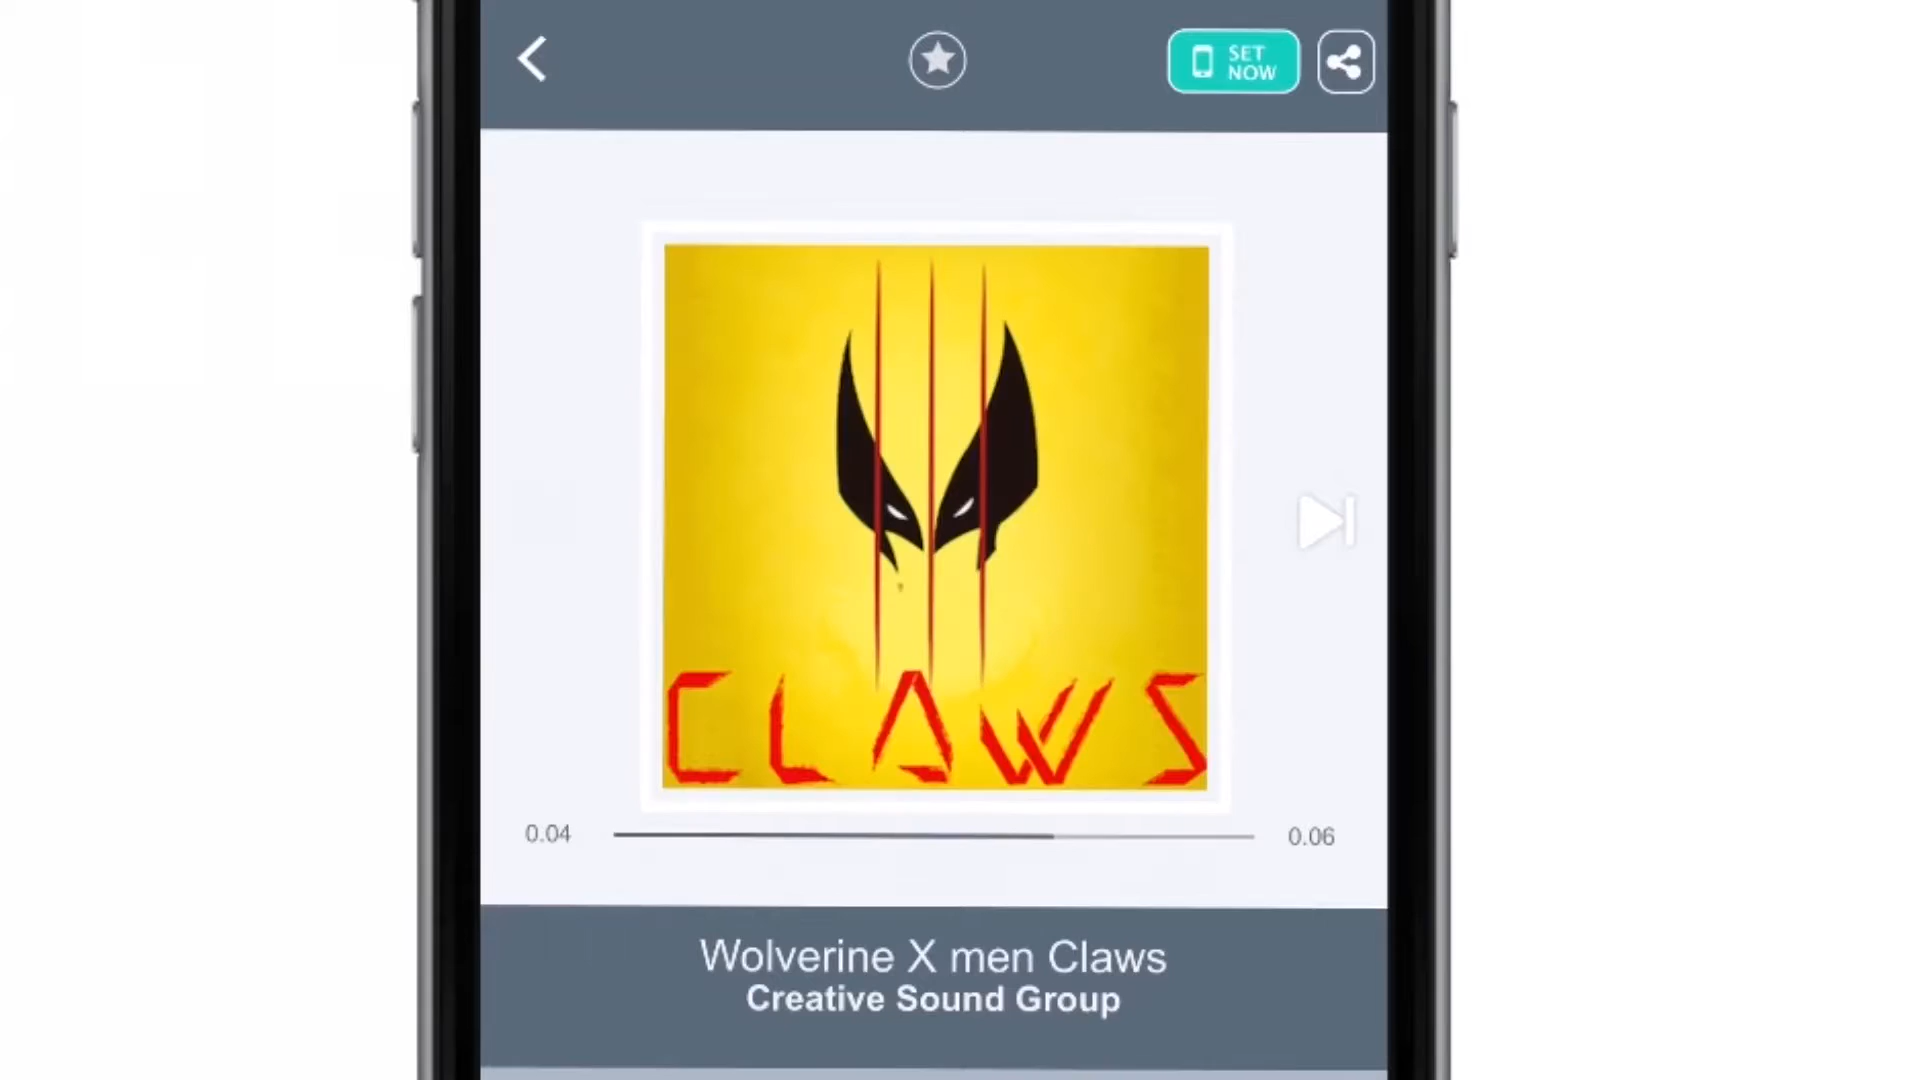 SET
NOW
CLAWS
0.04
0.06
Wolverine X men Claws
Creative Sound Group